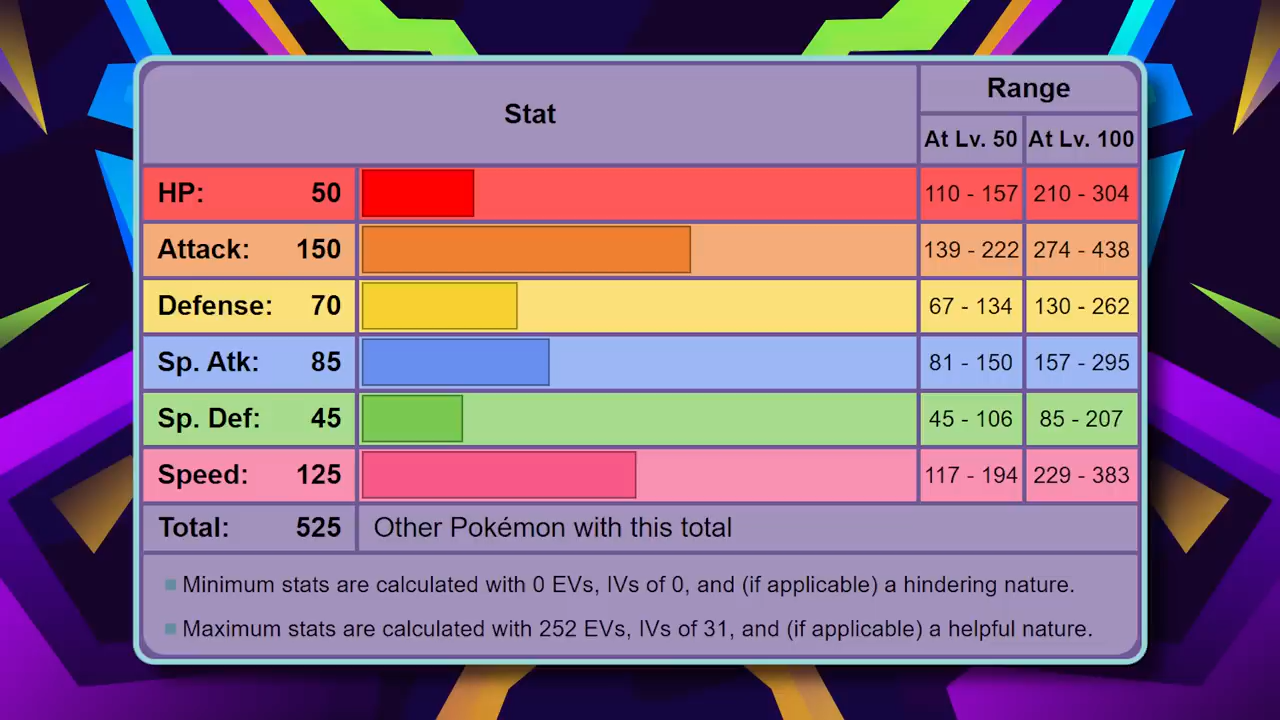 Stat
Range
At Lv. 50 At Lv. 100
HP: 50 110 - 157 210 - 304
Attack: 150 139 - 222 274 - 438
Defense: 70 67 - 134 130 - 262
Sp. Atk: 85 81 - 150 157 - 295
Sp. Def: 45 45 - 106 85 - 207
Speed: 125 117 - 194 229 - 383
Total: 525 Other Pokémon with this total
Minimum stats are calculated with 0 EVs, IVs of 0, and (if applicable) a hindering nature.
Maximum stats are calculated with 252 EVs, IVs of 31, and (if applicable) a helpful nature.